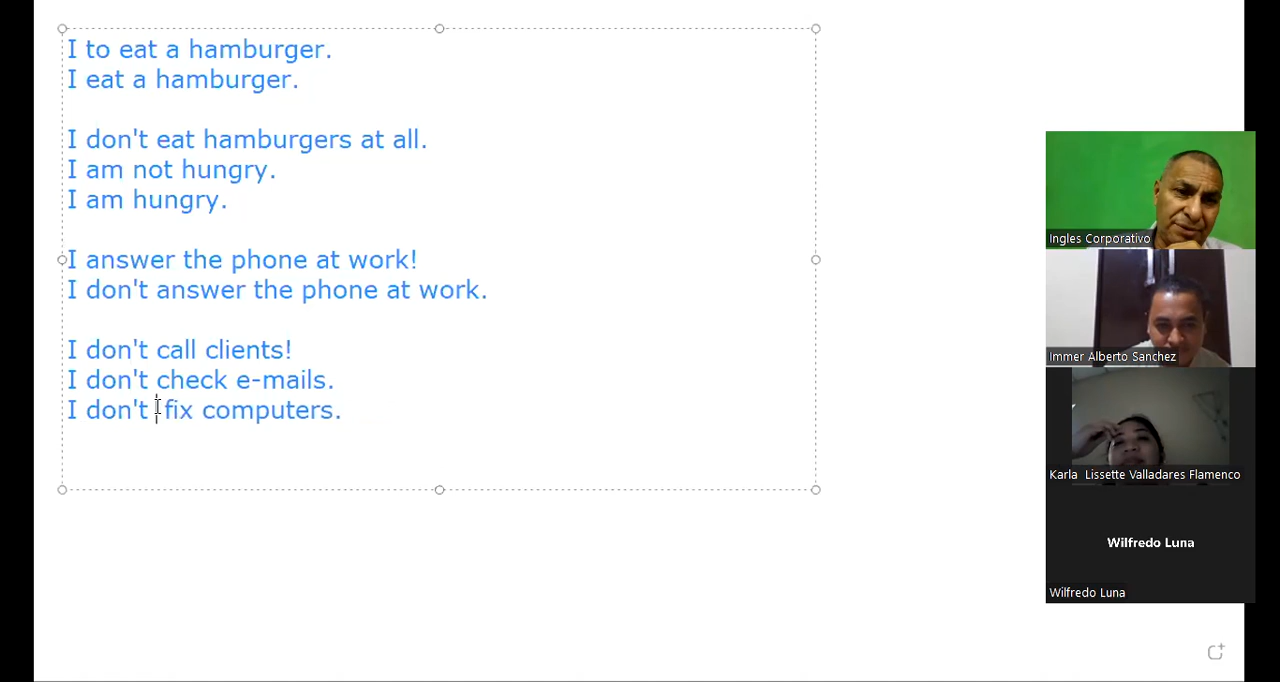 I to eat a hamburger.
I eat a hamburger.
I don't eat hamburgers at all.
I am not hungry.
I am hungry.
I answer the phone at work!
I don't answer the phone at work.
I don't call clients!
I don't check e-mails.
I don't fix computers.
Ingles Corporativo
Immer Alberto Sanchez
Karla Lissette Valladares Flamenco
Wilfredo Luna
Wilfredo Luna